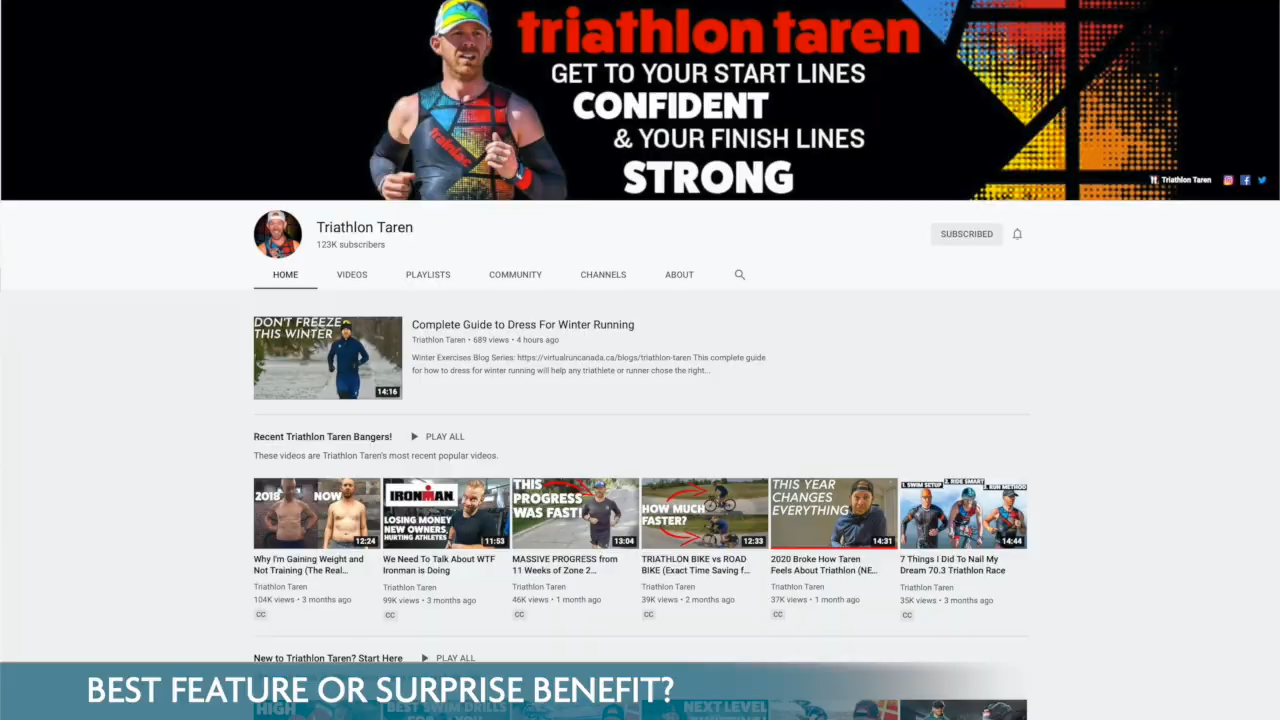 triathlon taren
GET TO YOUR START LINES
CONFIDENT
& YOUR FINISH LINES
STRONG
Triathlon Taren
Triathlon Taren
123K subscribers
SUBSCRIBED
HOME VIDEOS PLAYLISTS COMMUNITY CHANNELS ABOUT
DON'T FREEZE
THIS WINTER
14:16
Complete Guide to Dress For Winter Running
Triathlon Taren • 689 views • 4 hours ago
Winter Exercises Blog Series: https://virtualruncanada.ca/blogs/triathlon-taren This complete guide
for how to dress for winter running will help any triathlete or runner chose the right...
Recent Triathlon Taren Bangers! PLAY ALL
These videos are Triathlon Taren's most recent popular videos.
2018 NOW
12:24
Why I'm Gaining Weight and
Not Training (The Real...
Triathlon Taren
104K views • 3 months ago
CC
IRONMAN
LOSING MONEY
NEW OWNERS,
HURTING ATHLETES
11:53
We Need To Talk About WTF
Ironman is Doing
Triathlon Taren
99K views • 3 months ago
CC
THIS
PROGRESS
WAS FAST!
13:04
MASSIVE PROGRESS from
11 Weeks of Zone 2...
Triathlon Taren
46K views • 1 month ago
CC
HOW MUCH
FASTER?
12:33
TRIATHLON BIKE vs ROAD
BIKE (Exact Time Saving f...
Triathlon Taren
39K views • 2 months ago
CC
THIS YEAR
CHANGES
EVERYTHING
14:31
2020 Broke How Taren
Feels About Triathlon (NE...
Triathlon Taren
37K views • 1 month ago
CC
1. SWIM SETUP 2. RIDE SMART 3. RUN METHOD
14:44
7 Things I Did To Nail My
Dream 70.3 Triathlon Race
Triathlon Taren
35K views • 3 months ago
CC
New to Triathlon Taren? Start Here PLAY ALL
BEST FEATURE OR SURPRISE BENEFIT?
HIGH
BEST SWIM DRILLS
NEXT LEVEL